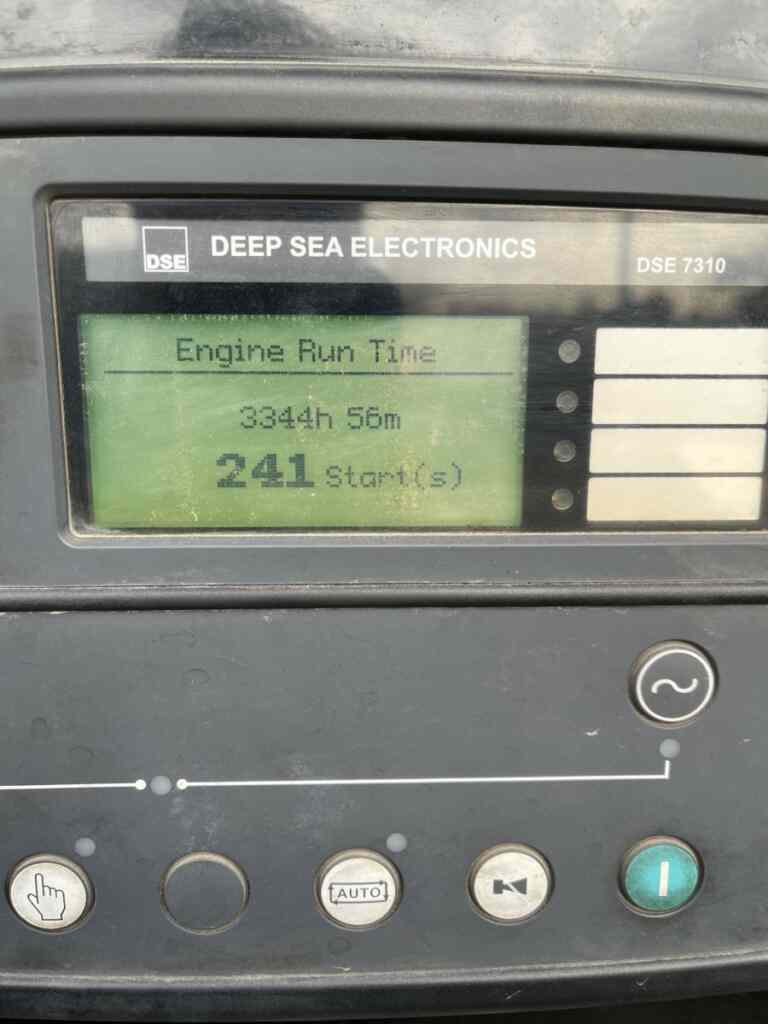 DSE
DEEP SEA ELECTRONICS
DSE 7310
Engine Run Time
3344h 56m
241 Start(s)
AUTO